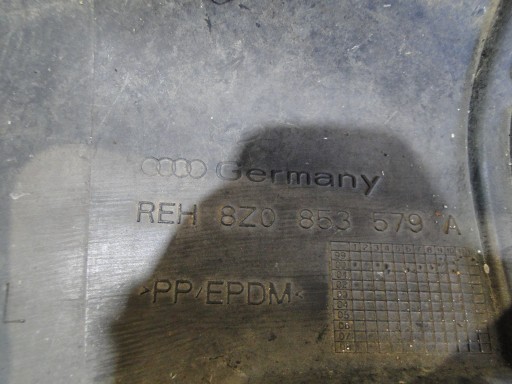 Germany
REH 8Z0 853 579 A
>PP/EPDM<
L